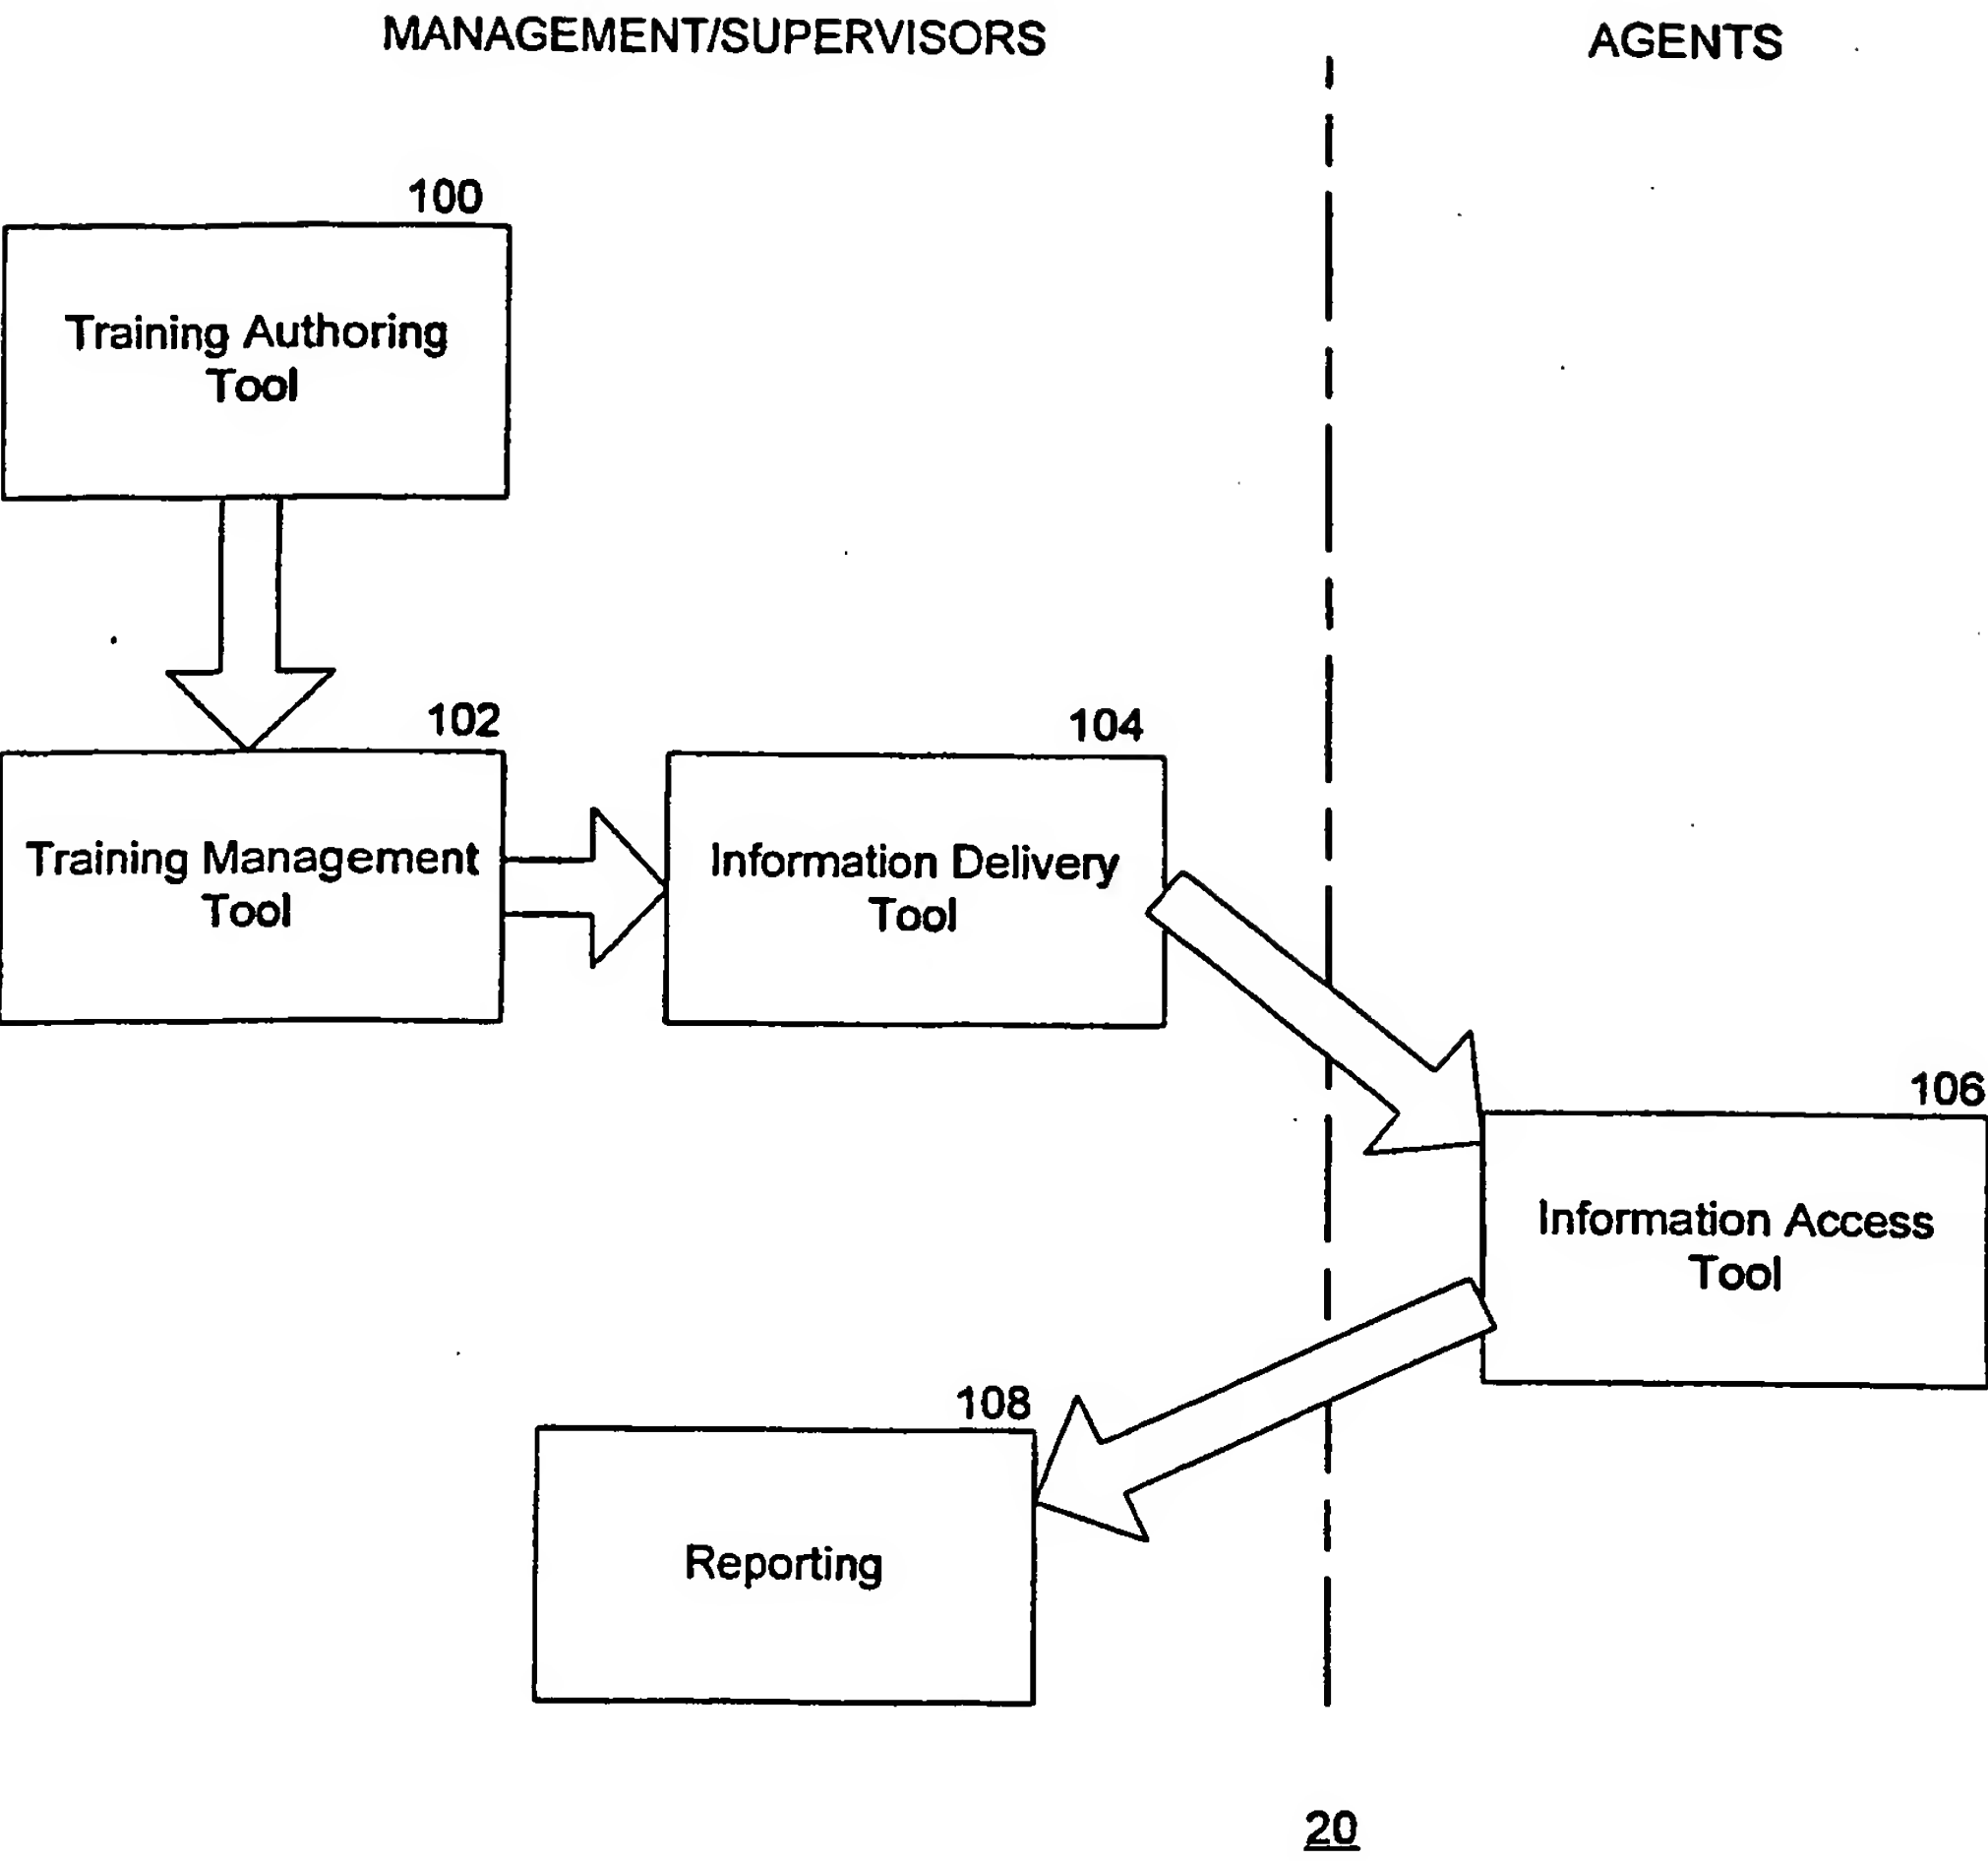 MANAGEMENT/SUPERVISORS
AGENTS
100
Training Authoring
Tool
102
Training Management
Tool
104
Information Delivery
Tool
106
Information Access
Tool
108
Reporting
20